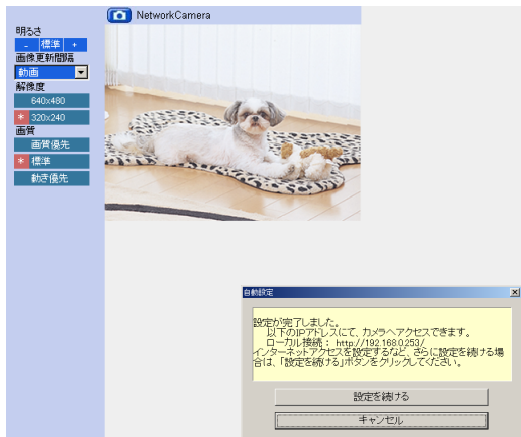 NetworkCamera
明るさ
- 標準 +
画像更新間隔
動画
解像度
640×480
* 320×240
画質
画質優先
* 標準
動き優先
自動設定
設定が完了しました。
以下のIPアドレスにて、カメラへアクセスできます。
ローカル接続： http://192.168.0.253/
インターネットアクセスを設定するなど、さらに設定を続ける場
合は、「設定を続ける」ボタンをクリックしてください。
設定を続ける
キャンセル